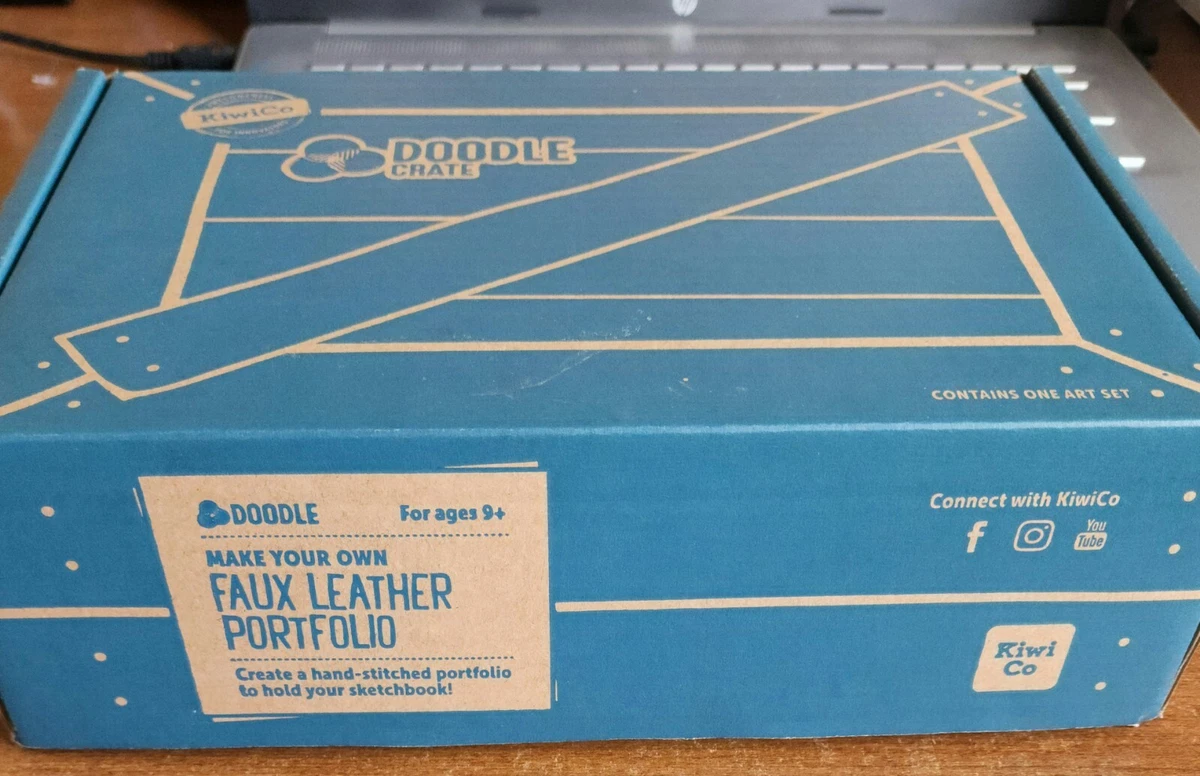 KiwiCo
DOODLE
CRATE
CONTAINS ONE ART SET
DOODLE
For ages 9+
MAKE YOUR OWN
FAUX LEATHER
PORTFOLIO
Create a hand-stitched portfolio
to hold your sketchbook!
Connect with KiwiCo
f
You
Tube
Kiwi
Co
hp